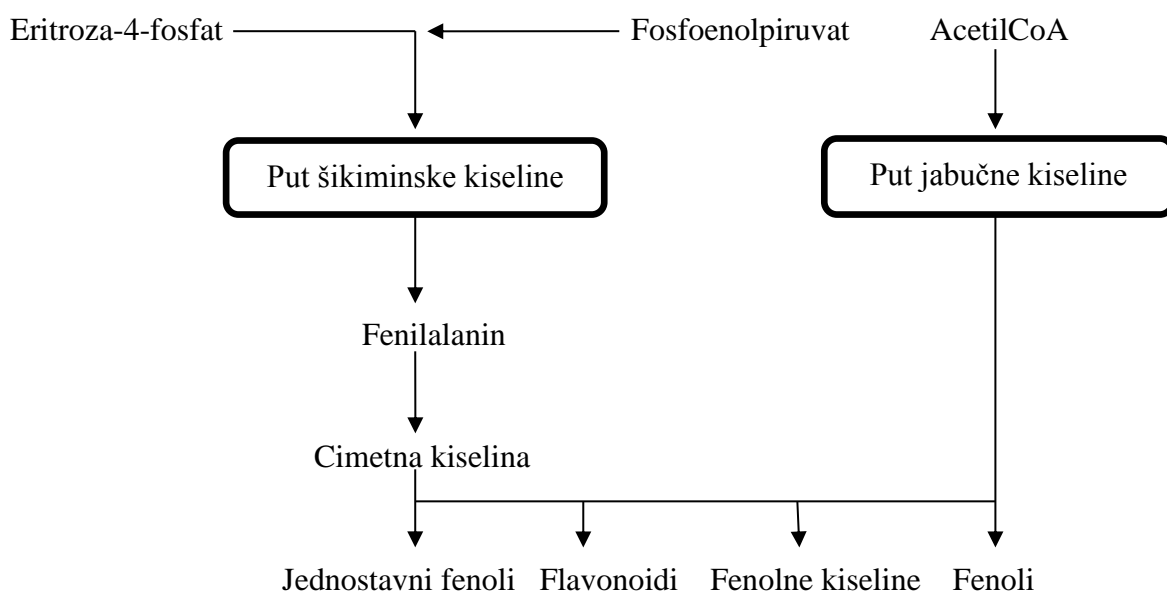 Eritroza-4-fosfat Fosfoenolpiruvat AcetilCoA
Put šikiminske kiseline Put jabučne kiseline
Fenilalanin
Cimetna kiselina
Jednostavni fenoli Flavonoidi Fenolne kiseline Fenoli